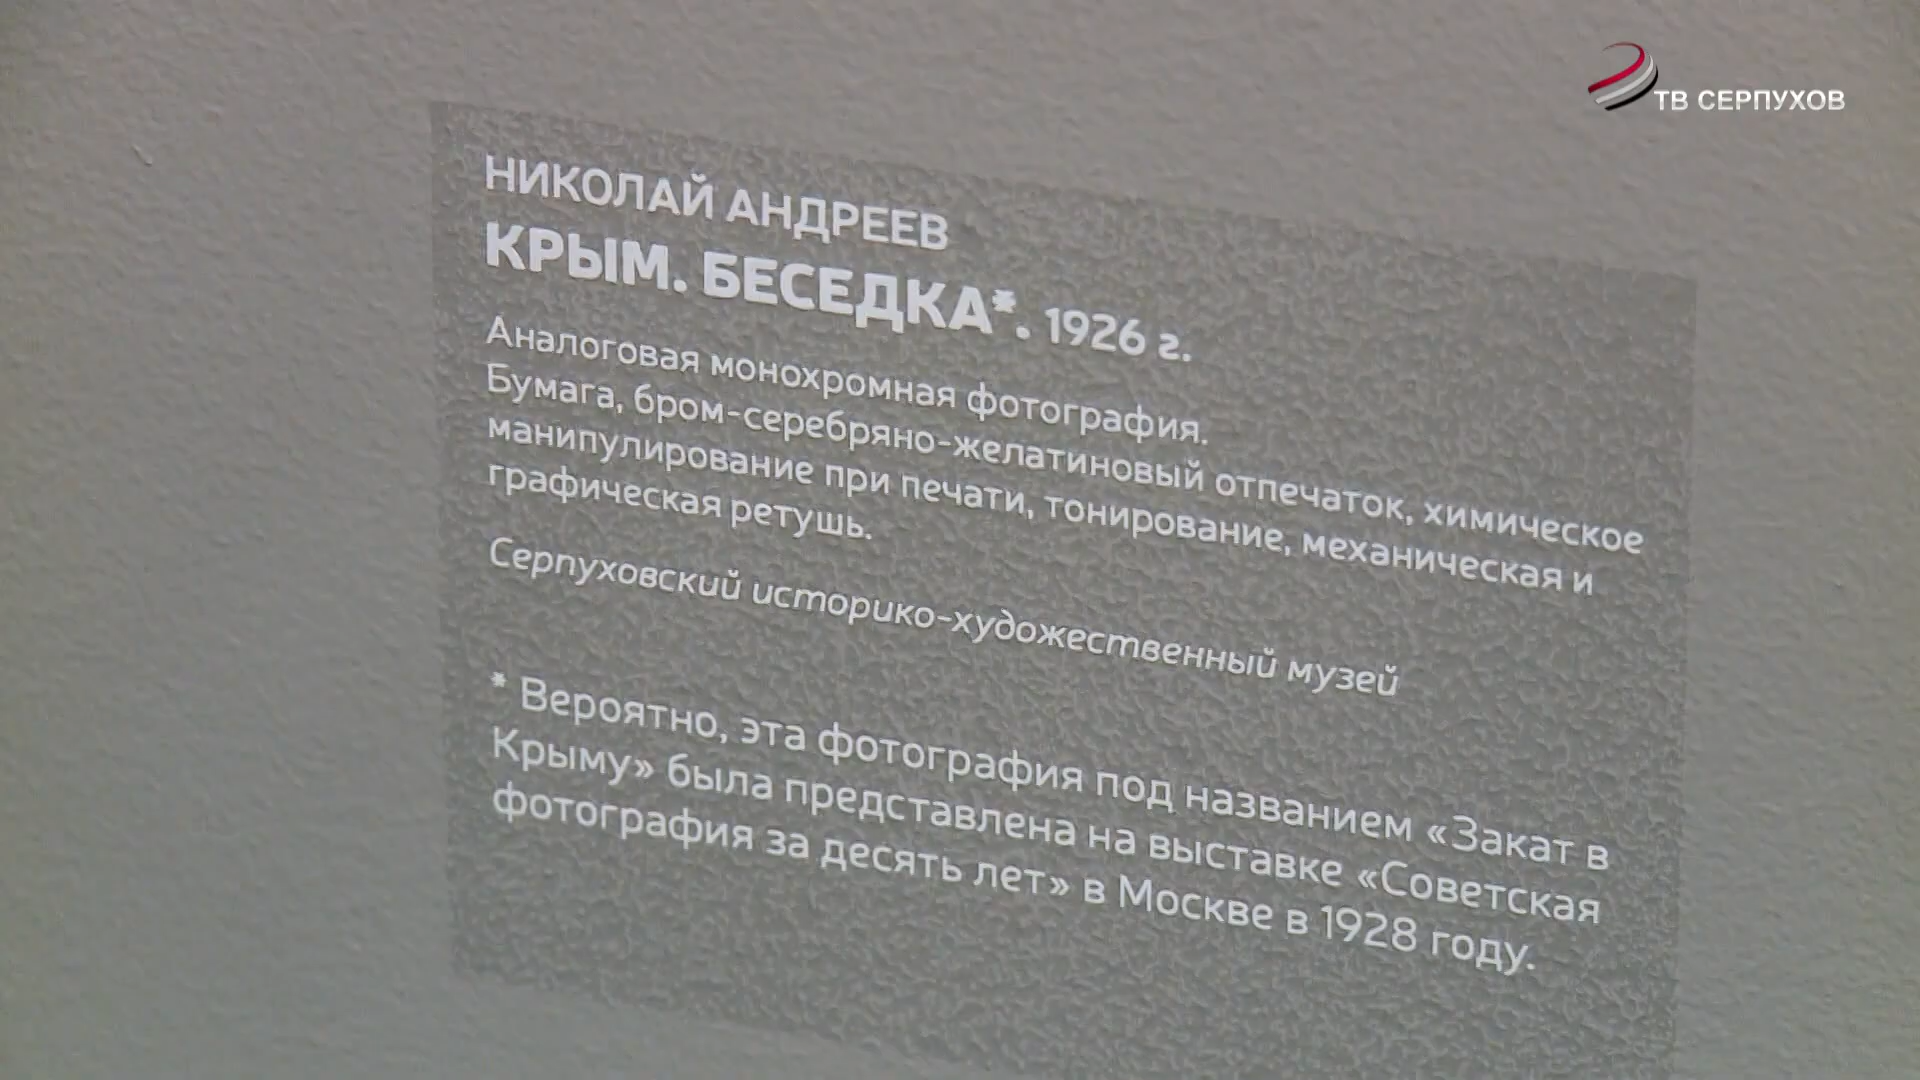 ТВ СЕРПУХОВ
НИКОЛАЙ АНДРЕЕВ
КРЫМ. БЕСЕДКА*. 1926 г.
Аналоговая монохромная фотография.
Бумага, бром-серебряно-желатиновый отпечаток, химическое
манипулирование при печати, тонирование, механическая и
графическая ретушь.
Серпуховский историко-художественный музей
* Вероятно, эта фотография под названием «Закат в
Крыму» была представлена на выставке «Советская
фотография за десять лет» в Москве в 1928 году.